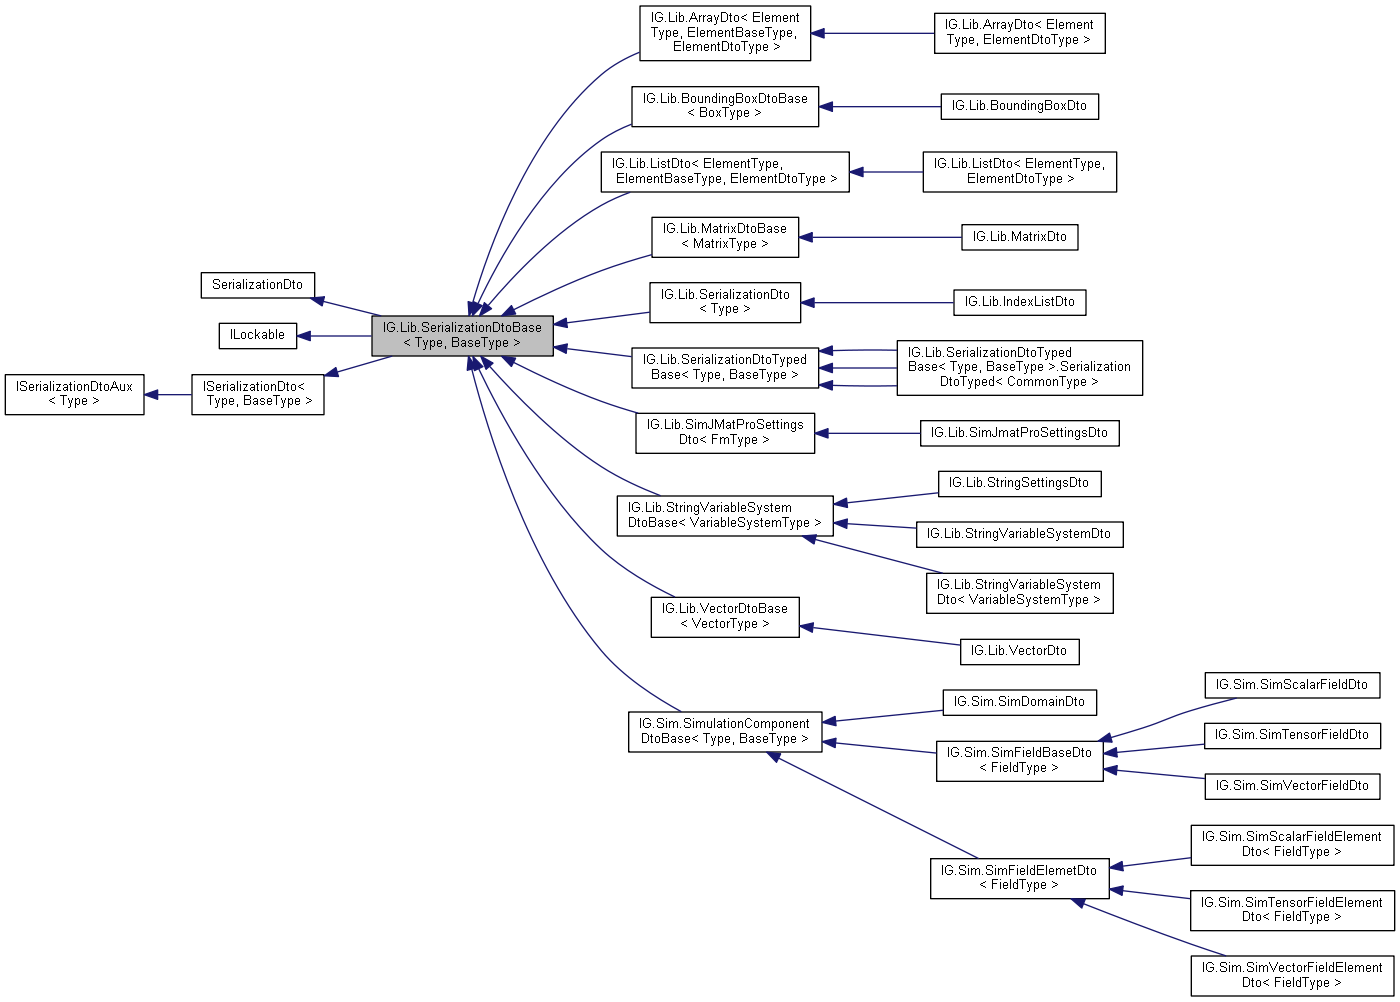 IG.Lib.ArrayDto< Element
Type, ElementBaseType,
ElementDtoType >
IG.Lib.ArrayDto< Element
Type, ElementDtoType >
IG.Lib.BoundingBoxDtoBase
< BoxType >
IG.Lib.BoundingBoxDto
IG.Lib.ListDto< ElementType,
ElementBaseType, ElementDtoType >
IG.Lib.ListDto< ElementType,
ElementDtoType >
IG.Lib.MatrixDtoBase
< MatrixType >
IG.Lib.MatrixDto
SerializationDto
IG.Lib.SerializationDto
< Type >
IG.Lib.IndexListDto
ILockable
IG.Lib.SerializationDtoBase
< Type, BaseType >
IG.Lib.SerializationDtoTyped
Base< Type, BaseType >
IG.Lib.SerializationDtoTyped
Base< Type, BaseType >.Serialization
DtoTyped< CommonType >
ISerializationDtoAux
< Type >
ISerializationDto<
Type, BaseType >
IG.Lib.SimJMatProSettings
Dto< FmType >
IG.Lib.SimJmatProSettingsDto
IG.Lib.StringVariableSystem
DtoBase< VariableSystemType >
IG.Lib.StringSettingsDto
IG.Lib.StringVariableSystemDto
IG.Lib.StringVariableSystem
Dto< VariableSystemType >
IG.Lib.VectorDtoBase
< VectorType >
IG.Lib.VectorDto
IG.Sim.SimulationComponent
DtoBase< Type, BaseType >
IG.Sim.SimDomainDto
IG.Sim.SimFieldBaseDto
< FieldType >
IG.Sim.SimScalarFieldDto
IG.Sim.SimTensorFieldDto
IG.Sim.SimVectorFieldDto
IG.Sim.SimFieldElemetDto
< FieldType >
IG.Sim.SimScalarFieldElement
Dto< FieldType >
IG.Sim.SimTensorFieldElement
Dto< FieldType >
IG.Sim.SimVectorFieldElement
Dto< FieldType >